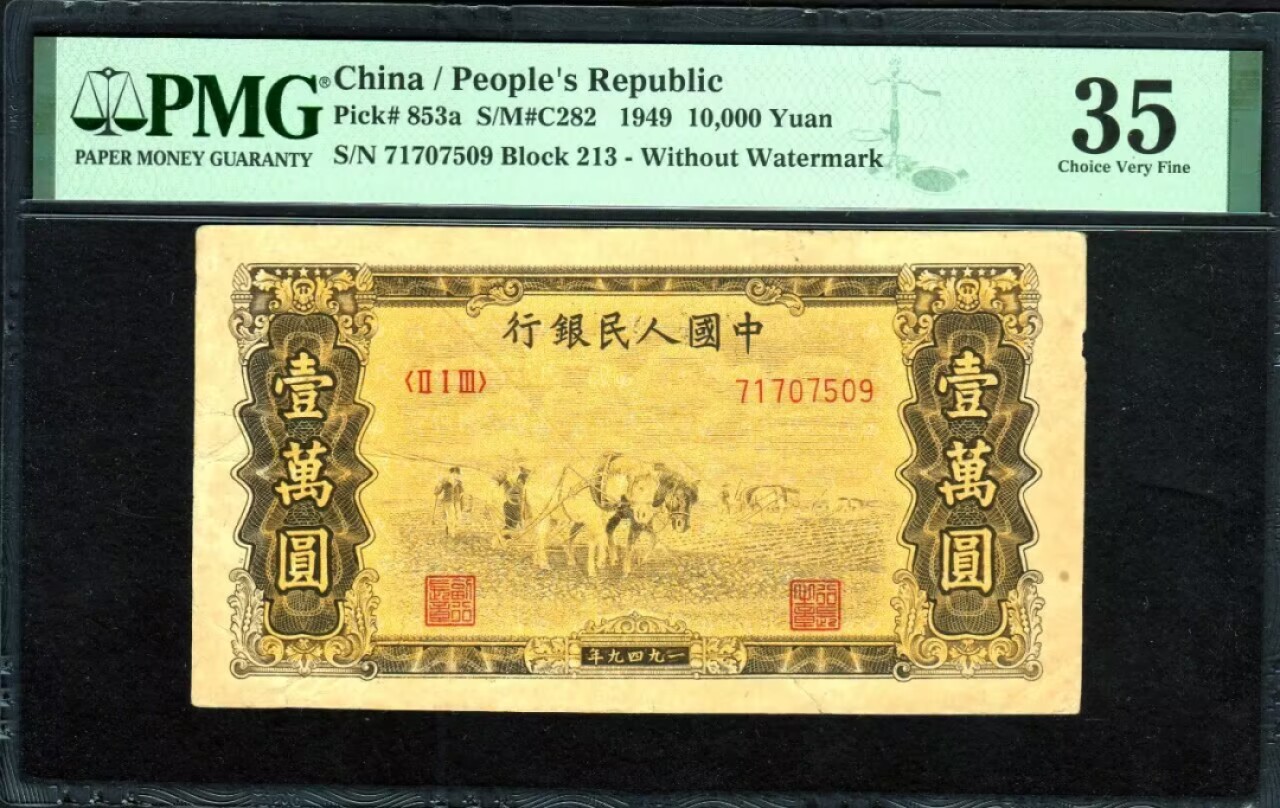 PMG®
PAPER MONEY GUARANTY
China / People's Republic
Pick# 853a S/M#C282 1949 10,000 Yuan
S/N 71707509 Block 213 - Without Watermark
35
Choice Very Fine
行銀民人國中
〈II I III〉
71707509
壹萬圓
壹萬圓
年九四九一